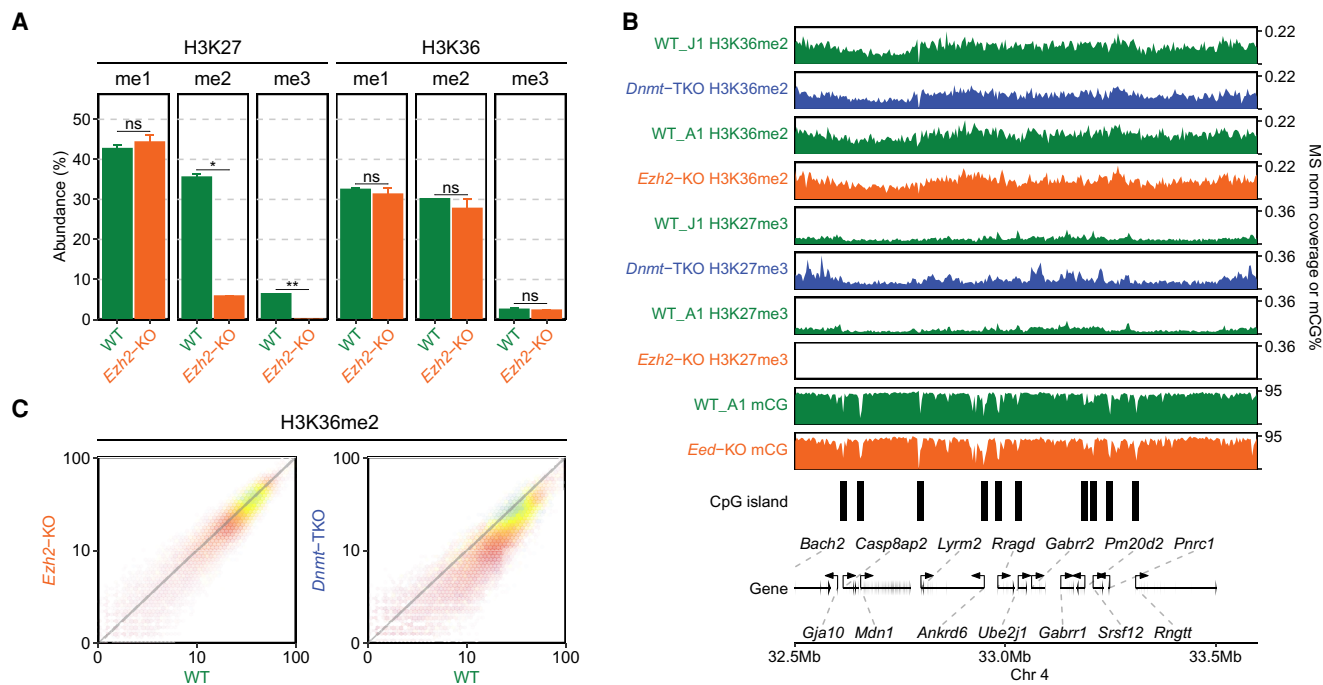 A
H3K27
H3K36
me1
me2
me3
me1
me2
me3
Abundance (%)
50
40
30
20
10
0
ns
*
**
ns
ns
ns
WT
Ezh2−KO
WT
Ezh2−KO
WT
Ezh2−KO
WT
Ezh2−KO
WT
Ezh2−KO
WT
Ezh2−KO
B
WT_J1 H3K36me2
0.22
Dnmt−TKO H3K36me2
0.22
WT_A1 H3K36me2
0.22
Ezh2−KO H3K36me2
0.22
WT_J1 H3K27me3
0.36
Dnmt−TKO H3K27me3
0.36
WT_A1 H3K27me3
0.36
Ezh2−KO H3K27me3
0.36
WT_A1 mCG
95
Eed−KO mCG
95
MS norm coverage or mCG%
CpG island
Bach2 Casp8ap2 Lyrm2 Rragd Gabrr2 Pm20d2 Pnrc1
Gene
Gja10 Mdn1 Ankrd6 Ube2j1 Gabrr1 Srsf12 Rngtt
32.5Mb 33.0Mb 33.5Mb
Chr 4
C
H3K36me2
Ezh2−KO
100
10
0
0 10 100
WT
Dnmt−TKO
100
10
0
0 10 100
WT